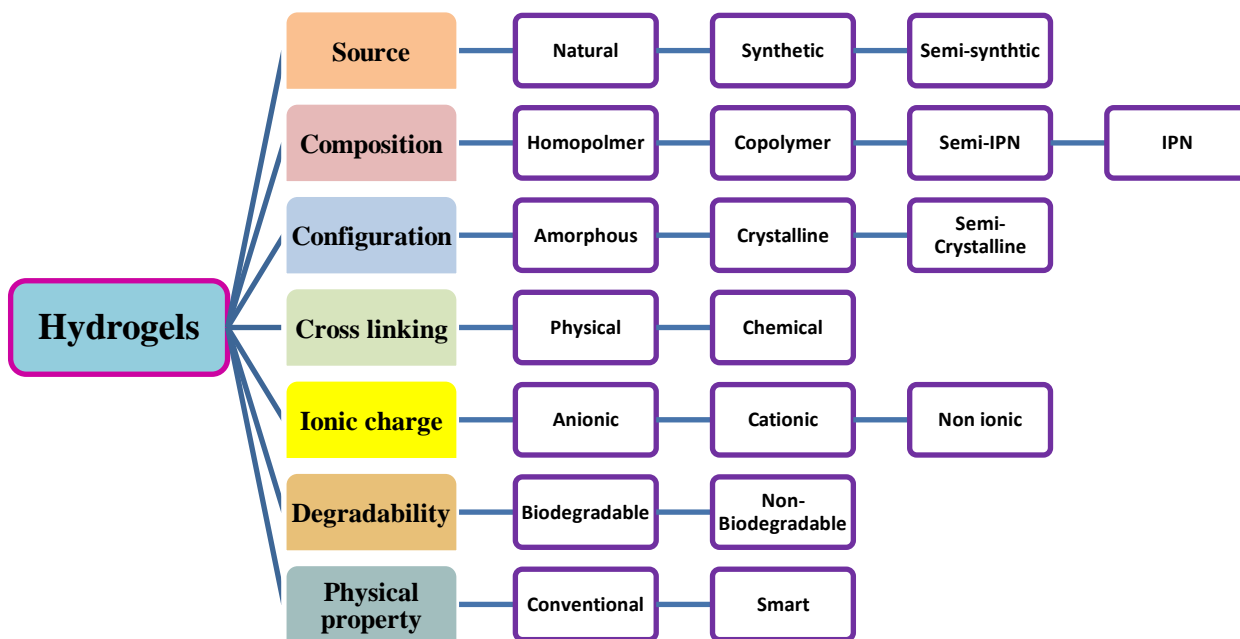 Source
Natural
Synthetic
Semi-synthtic
Composition
Homopolmer
Copolymer
Semi-IPN
IPN
Configuration
Amorphous
Crystalline
Semi-
Crystalline
Hydrogels
Cross linking
Physical
Chemical
Ionic charge
Anionic
Cationic
Non ionic
Degradability
Biodegradable
Non-
Biodegradable
Physical
property
Conventional
Smart